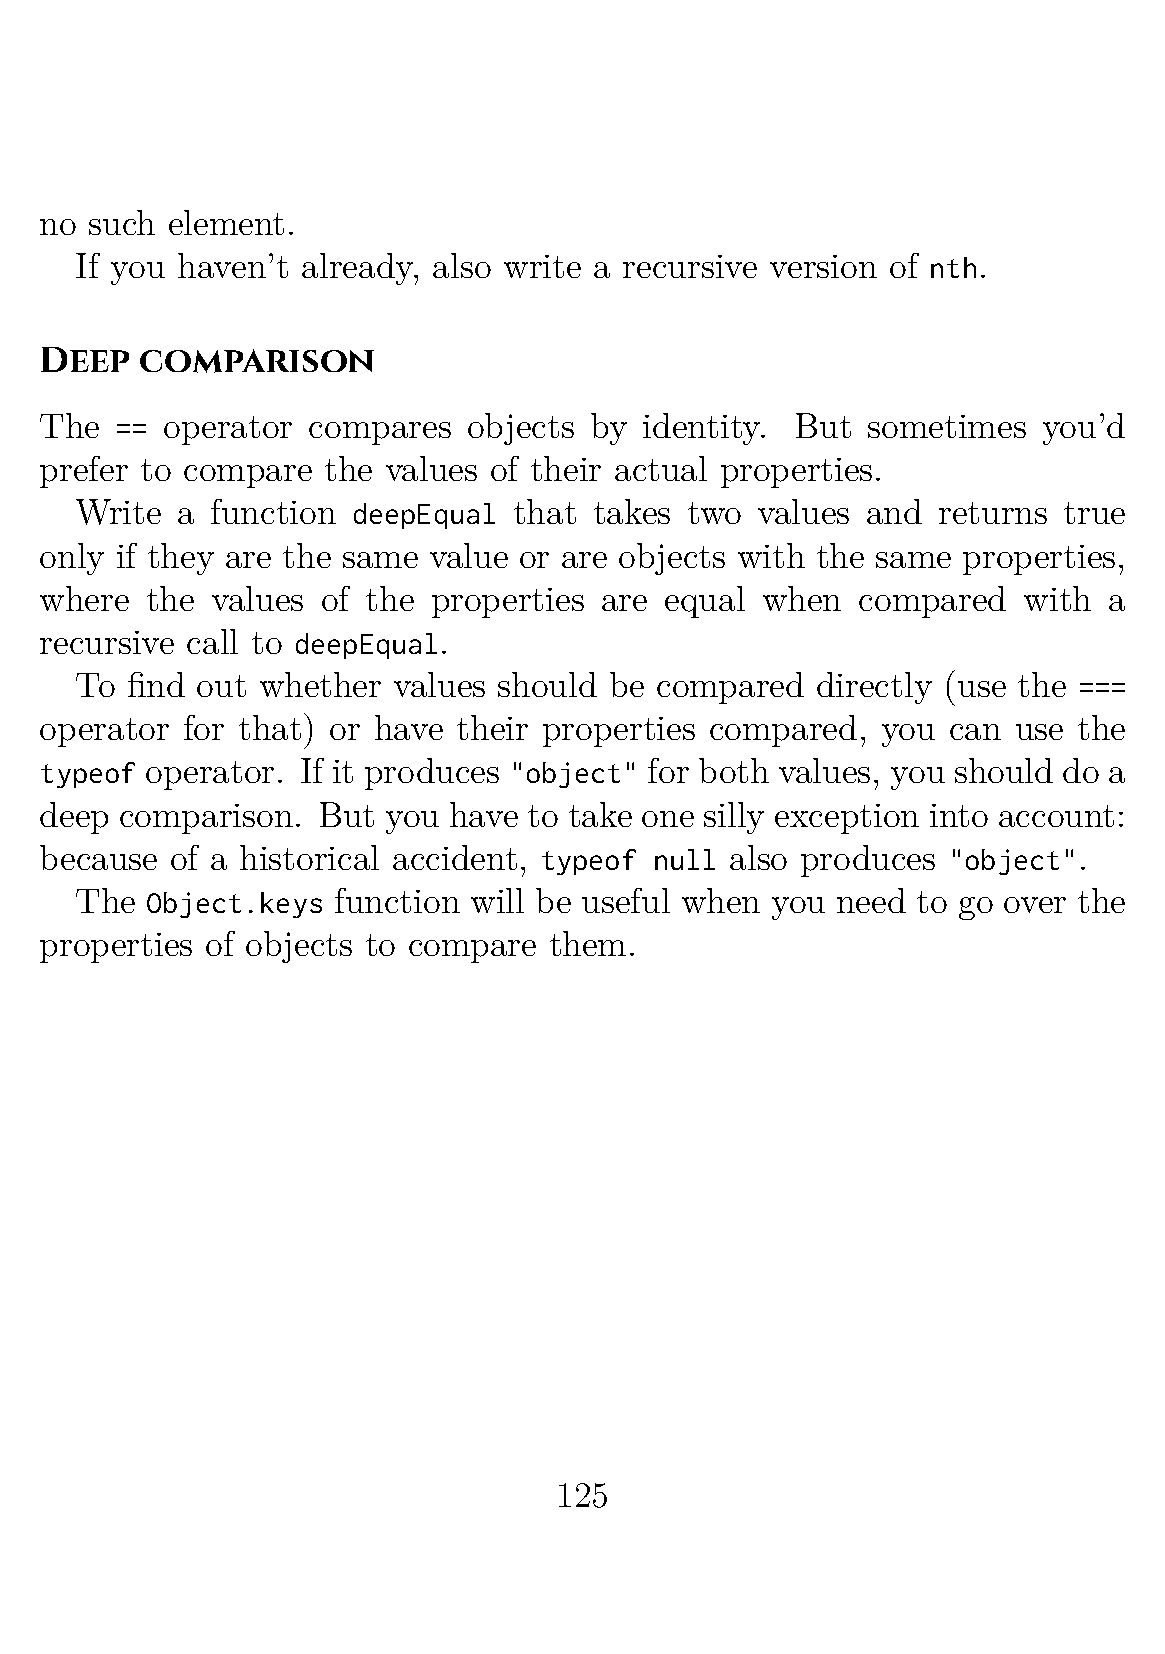 no such element.
If you haven't already, also write a recursive version of nth.
Deep comparison
The == operator compares objects by identity. But sometimes you'd
prefer to compare the values of their actual properties.
Write a function deepEqual that takes two values and returns true
only if they are the same value or are objects with the same properties,
where the values of the properties are equal when compared with a
recursive call to deepEqual.
To find out whether values should be compared directly (use the ===
operator for that) or have their properties compared, you can use the
typeof operator. If it produces "object" for both values, you should do a
deep comparison. But you have to take one silly exception into account:
because of a historical accident, typeof null also produces "object".
The Object.keys function will be useful when you need to go over the
properties of objects to compare them.
125